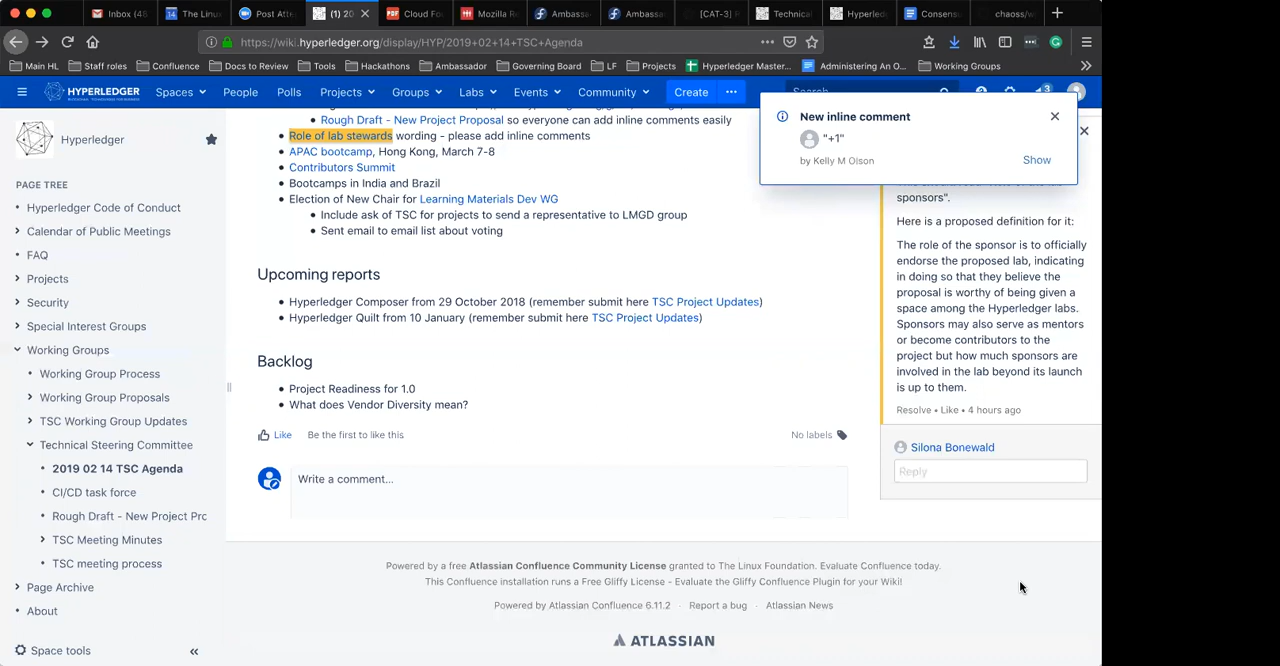 Inbox (48
The Linu
Post Atte
(1) 20
Cloud Fo
Mozilla Re
Ambassa
Ambassa
[CAT-3] R
Technica
Hyperled
Consens
chaoss/w
https://wiki.hyperledger.org/display/HYP/2019+02+14+TSC+Agenda
Main HL
Staff roles
Confluence
Docs to Review
Tools
Hackathons
Ambassador
Governing Board
LF
Projects
Hyperledger Master...
Administering An O...
Working Groups
HYPERLEDGER
Spaces
People
Polls
Projects
Groups
Labs
Events
Community
Create
Search
3
Hyperledger
PAGE TREE
Hyperledger Code of Conduct
Calendar of Public Meetings
FAQ
Projects
Security
Special Interest Groups
Working Groups
Working Group Process
Working Group Proposals
TSC Working Group Updates
Technical Steering Committee
2019 02 14 TSC Agenda
CI/CD task force
Rough Draft - New Project Prc
TSC Meeting Minutes
TSC meeting process
Page Archive
About
Space tools
Rough Draft - New Project Proposal so everyone can add inline comments easily
Role of lab stewards wording - please add inline comments
APAC bootcamp, Hong Kong, March 7-8
Contributors Summit
Bootcamps in India and Brazil
Election of New Chair for Learning Materials Dev WG
Include ask of TSC for projects to send a representative to LMGD group
Sent email to email list about voting
Upcoming reports
Hyperledger Composer from 29 October 2018 (remember submit here TSC Project Updates)
Hyperledger Quilt from 10 January (remember submit here TSC Project Updates)
Backlog
Project Readiness for 1.0
What does Vendor Diversity mean?
Like Be the first to like this
No labels
Write a comment...
New inline comment
"+1"
by Kelly M Olson
Show
sponsors".
Here is a proposed definition for it:
The role of the sponsor is to officially
endorse the proposed lab, indicating
in doing so that they believe the
proposal is worthy of being given a
space among the Hyperledger labs.
Sponsors may also serve as mentors
or become contributors to the
project but how much sponsors are
involved in the lab beyond its launch
is up to them.
Resolve • Like • 4 hours ago
Silona Bonewald
Reply
Powered by a free Atlassian Confluence Community License granted to The Linux Foundation. Evaluate Confluence today.
This Confluence installation runs a Free Gliffy License - Evaluate the Gliffy Confluence Plugin for your Wiki!
Powered by Atlassian Confluence 6.11.2 · Report a bug · Atlassian News
ATLASSIAN